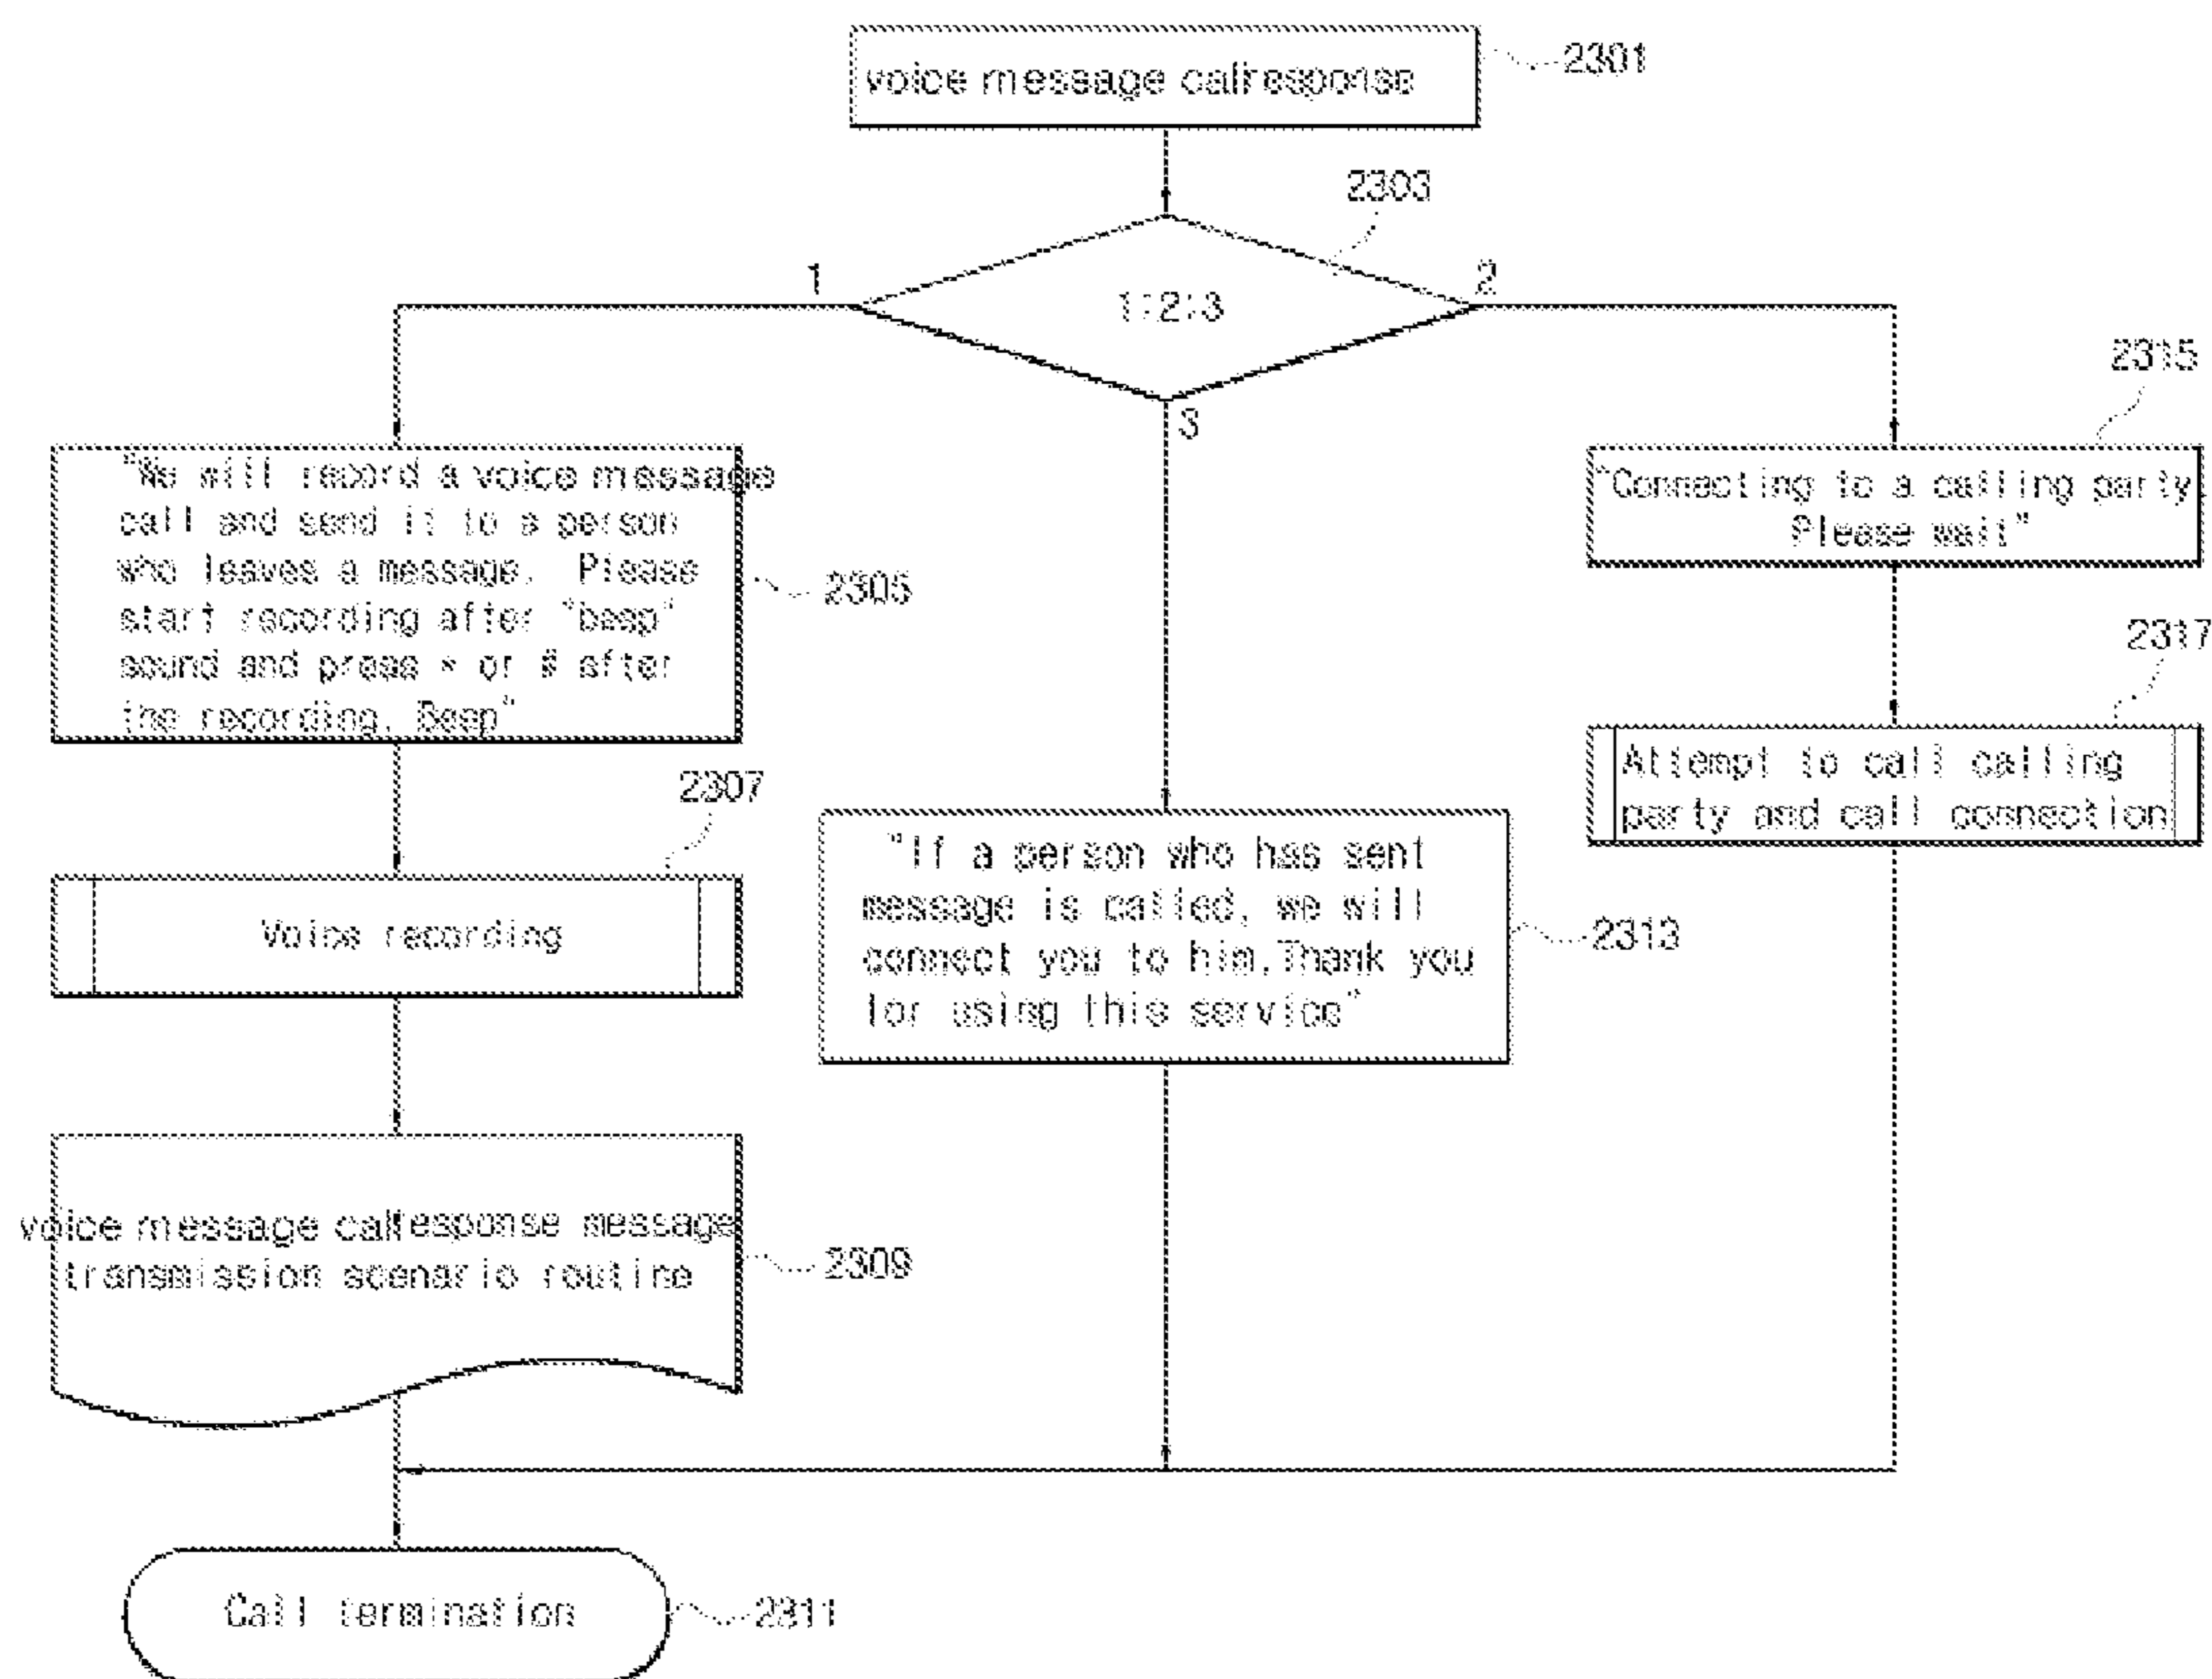 voice message callresponse
2301
2303
1
1:2:3
2
3
2315
"We will record a voice message
call and send it to a person
who leaves a message. Please
start recording after "beep"
sound and press * or # after
the recording. Beep"
2305
"Connecting to a calling party
Please wait"
2317
Attempt to call calling
party and call connection
2307
Voice recording
"If a person who has sent
message is called, we will
connect you to him.Thank you
for using this service"
2313
voice message callresponse message
transmission scenario routine
2309
Call termination
2311